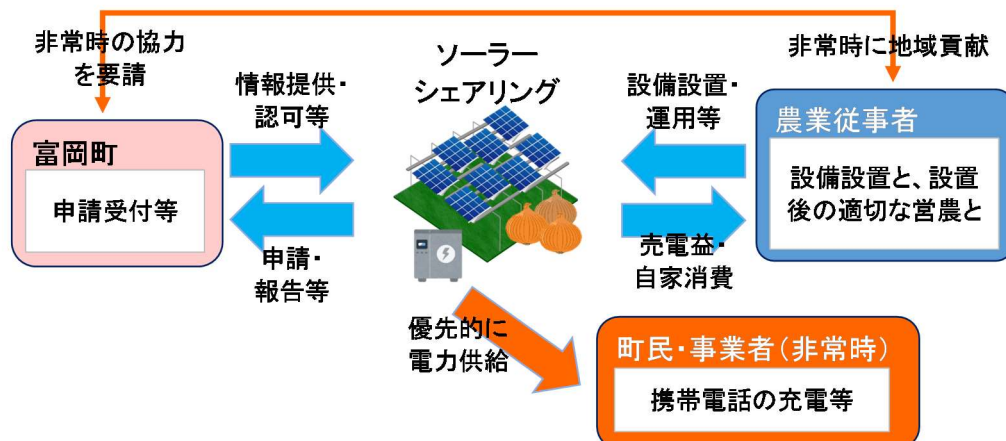 非常時の協力
を要請
ソーラー
シェアリング
非常時に地域貢献
情報提供・
認可等
設備設置・
運用等
富岡町
申請受付等
農業従事者
設備設置と、設置
後の適切な営農と
申請・
報告等
売電益・
自家消費
優先的に
電力供給
町民・事業者(非常時)
携帯電話の充電等